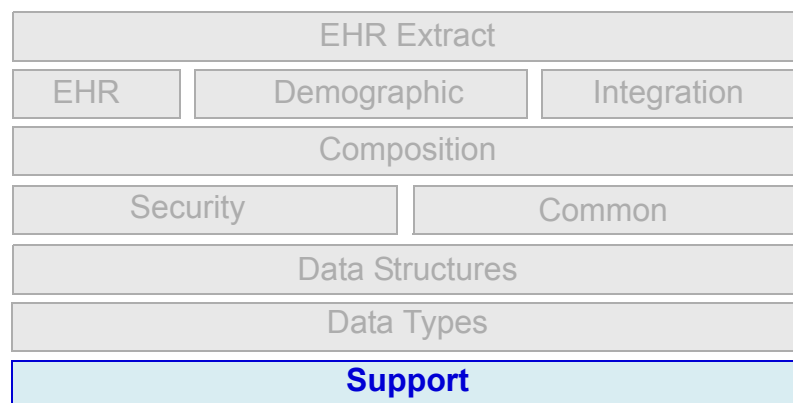 EHR Extract
EHR Demographic Integration
Composition
Security Common
Data Structures
Data Types
Support